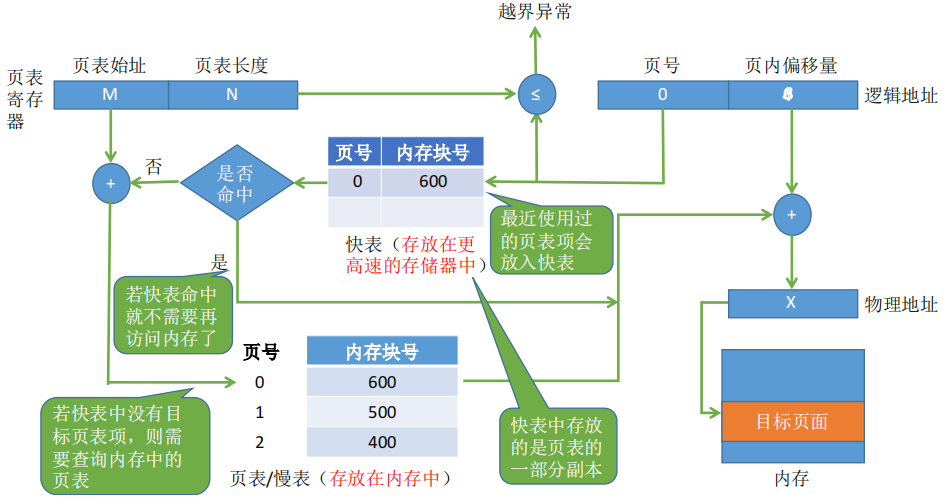 越界异常
页表始址
页表长度
页号
页内偏移量
页表
寄存
器
M
N
≤
0
逻辑地址
否
是否
命中
+
页号
内存块号
0
600
+
最近使用过
的页表项会
放入快表
快表（存放在更
高速的存储器中）
是
若快表命中
就不需要再
访问内存了
X
物理地址
页号
内存块号
0
600
1
500
2
400
目标页面
若快表中没有目
标页表项，则需
要查询内存中的
页表
快表中存放
的是页表的
一部分副本
页表/慢表（存放在内存中）
内存